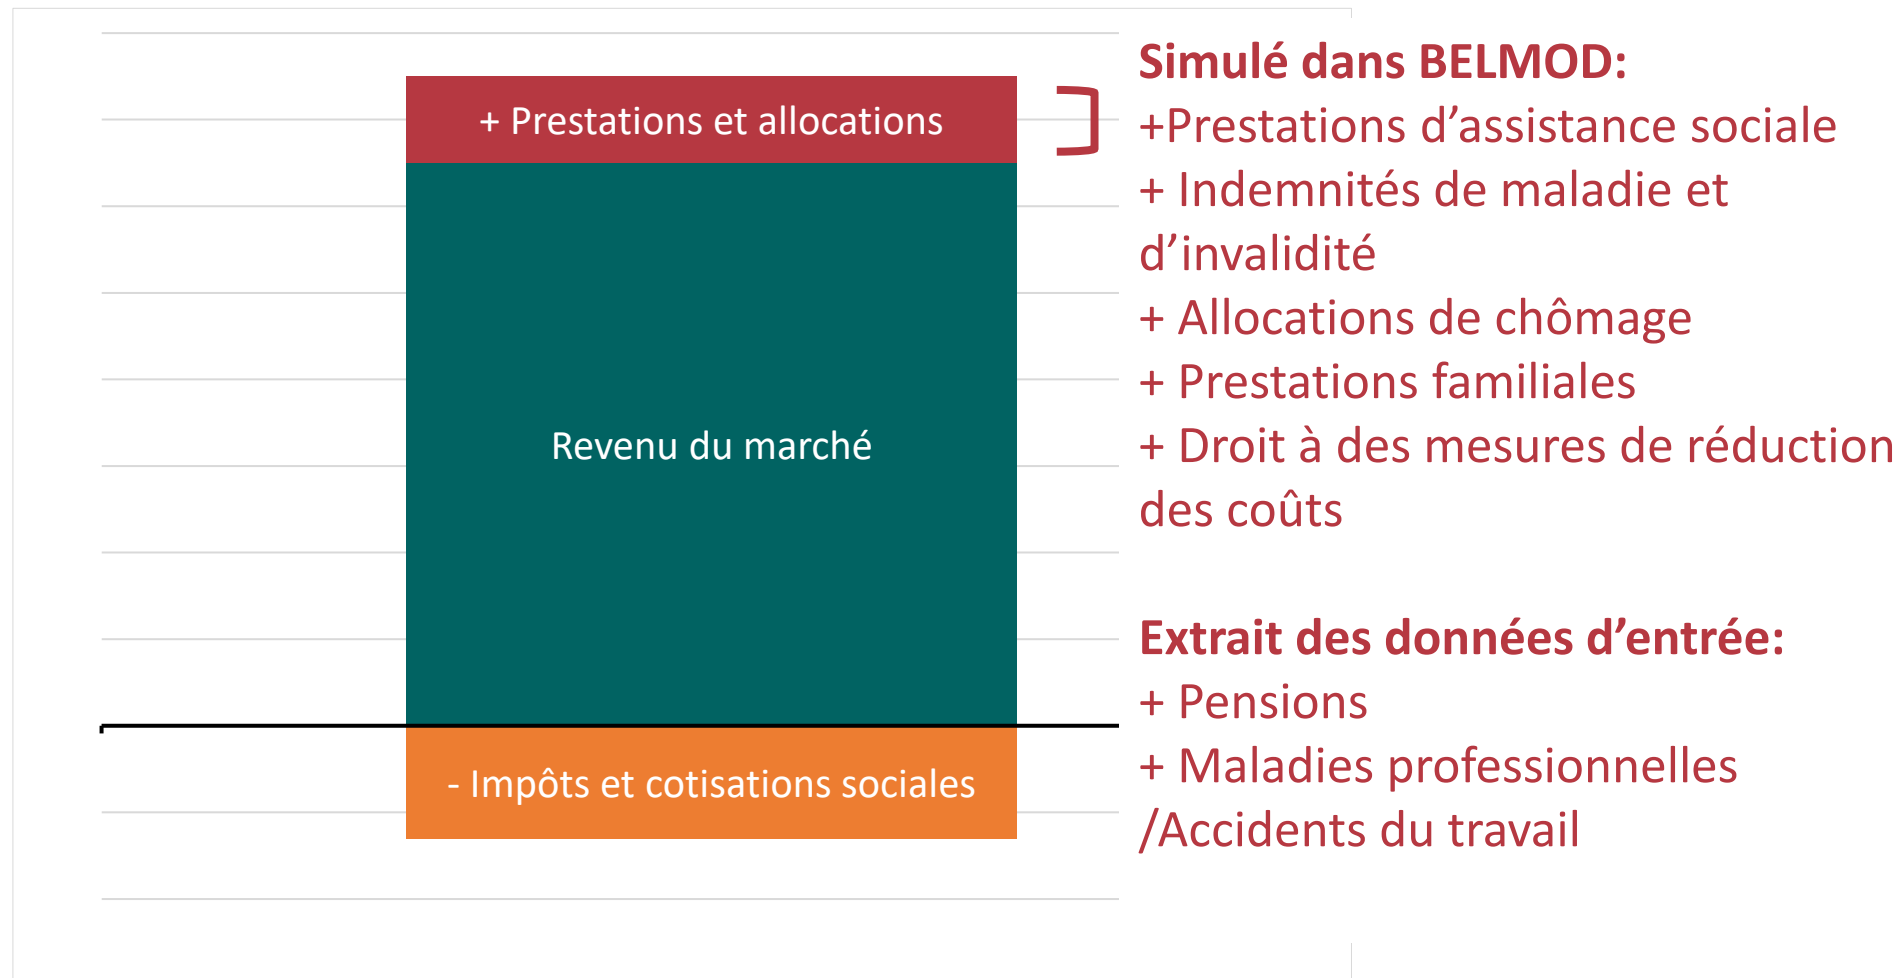 + Prestations et allocations
Revenu du marché
- Impôts et cotisations sociales
Simulé dans BELMOD:
+Prestations d’assistance sociale
+ Indemnités de maladie et
d’invalidité
+ Allocations de chômage
+ Prestations familiales
+ Droit à des mesures de réduction
des coûts
Extrait des données d’entrée:
+ Pensions
+ Maladies professionnelles
/Accidents du travail